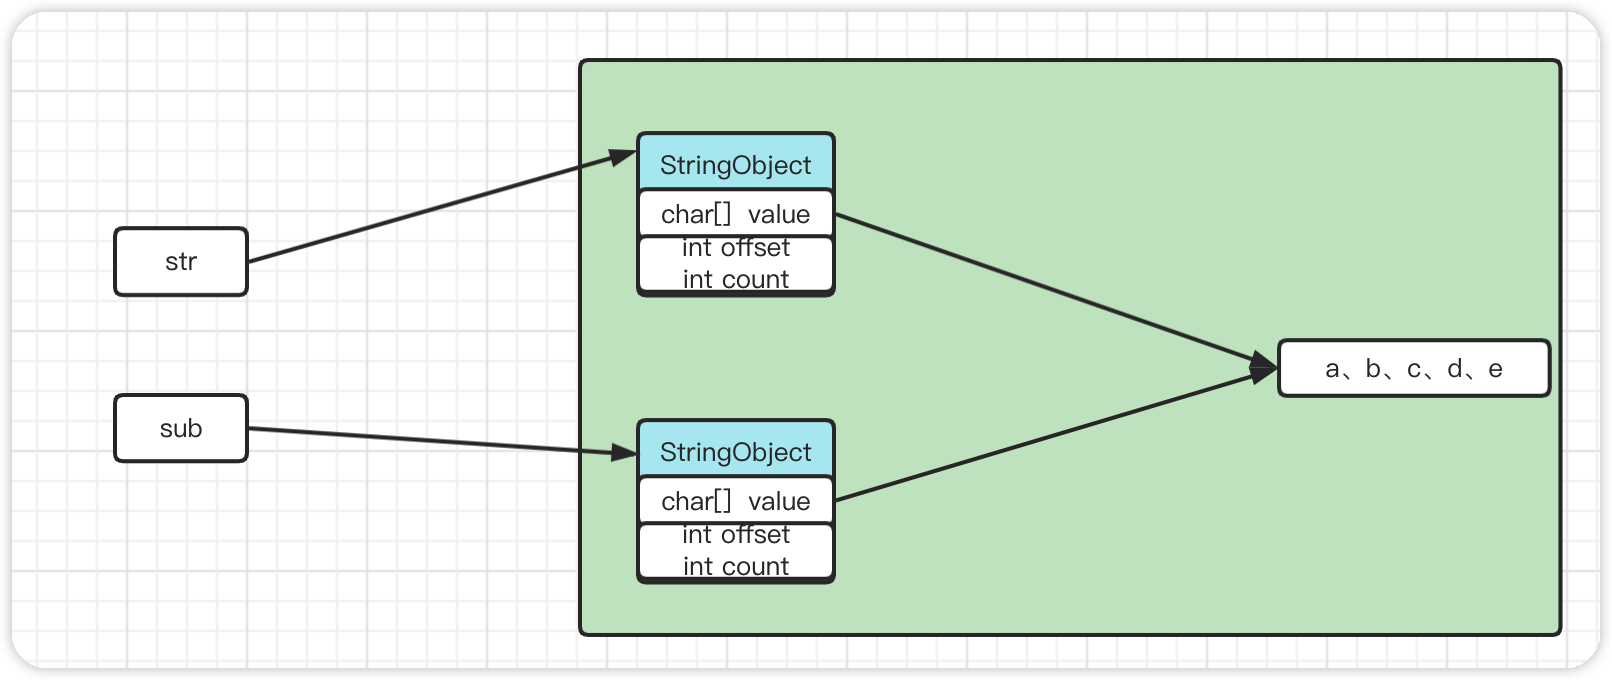 str
sub
StringObject
char[] value
int offset
int count
StringObject
char[] value
int offset
int count
a、b、c、d、e